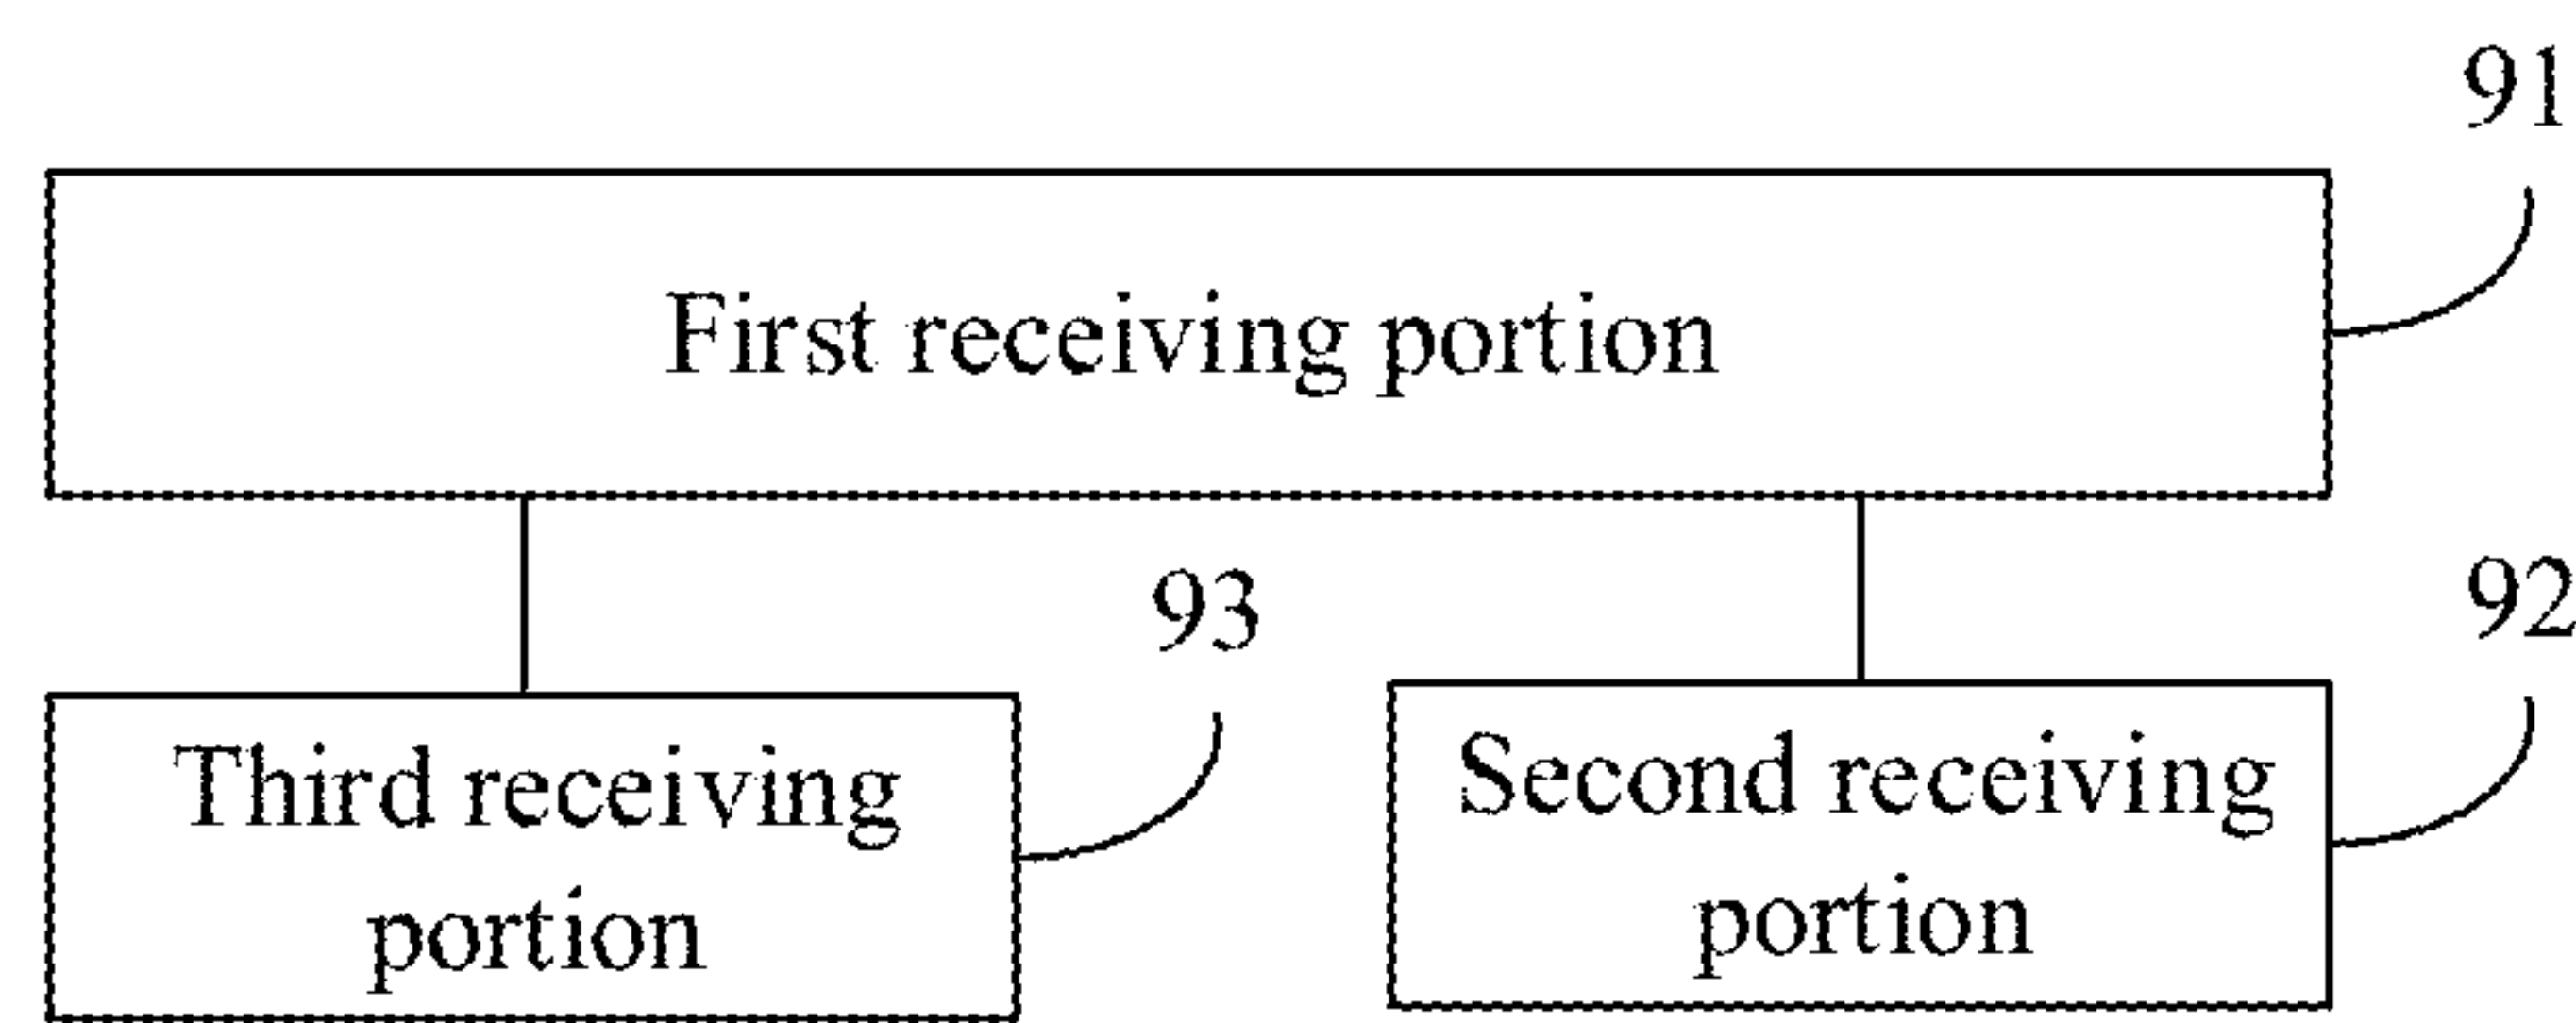 91
First receiving portion
93
92
Third receiving
portion
Second receiving
portion